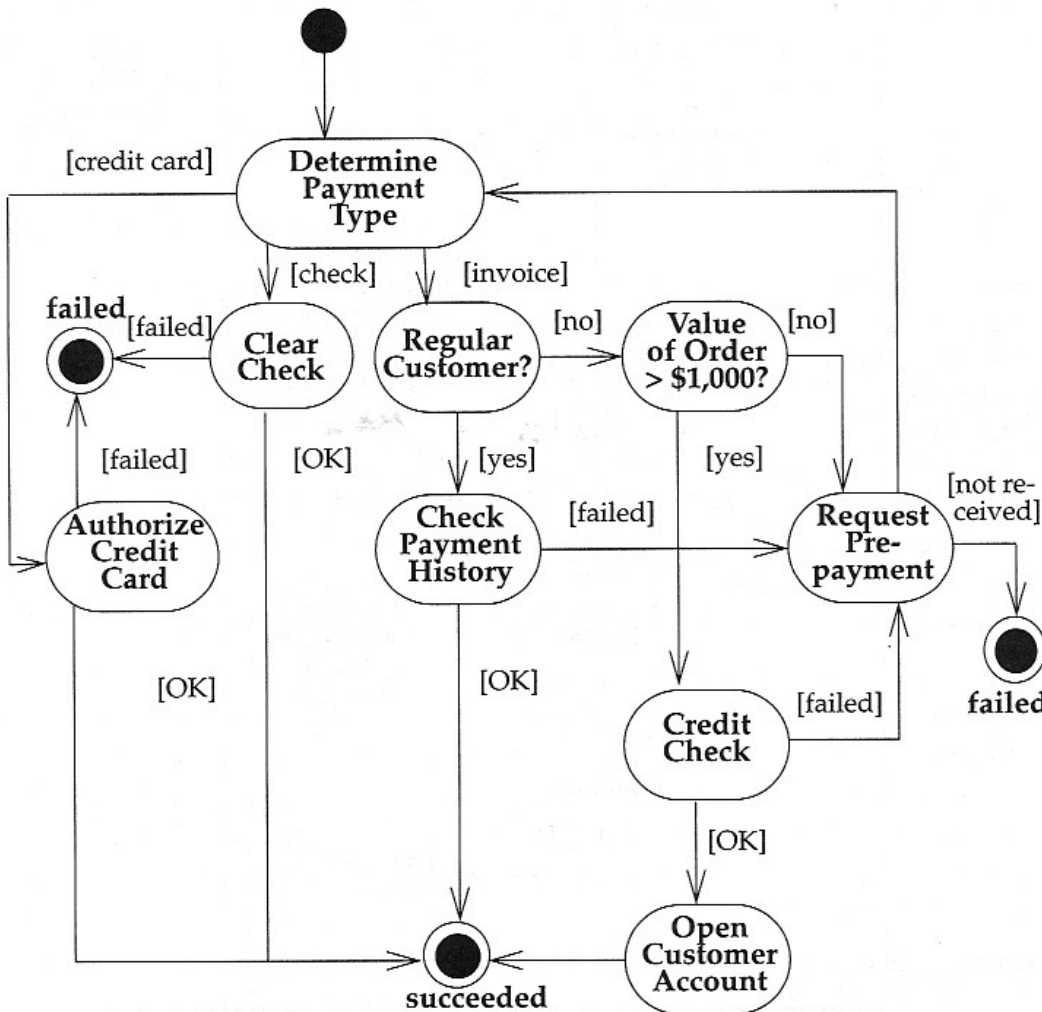 [credit card]
Determine
Payment
Type
[check]
[invoice]
failed
[failed]
Clear
Check
Regular
Customer?
[no]
Value
of Order
> $1,000?
[no]
[failed]
[OK]
[yes]
[yes]
Authorize
Credit
Card
Check
Payment
History
[failed]
Request
Pre-
payment
[not re-
ceived]
[OK]
[OK]
Credit
Check
[failed]
failed
[OK]
Open
Customer
Account
succeeded